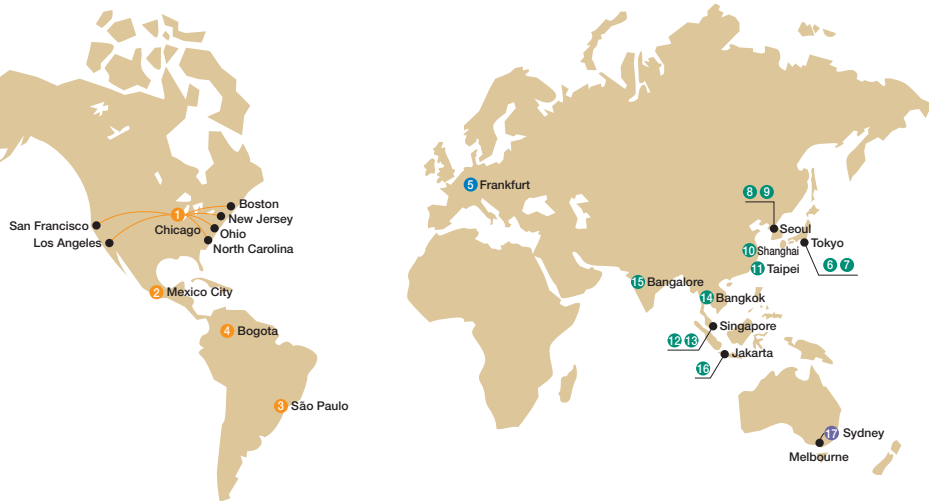 Boston
1
New Jersey
San Francisco
Chicago
Ohio
Los Angeles
North Carolina
2 Mexico City
4 Bogota
3 São Paulo
5 Frankfurt
8 9
Seoul
10 Shanghai
Tokyo
11 Taipei
6 7
15 Bangalore
14 Bangkok
Singapore
12 13
Jakarta
16
17 Sydney
Melbourne